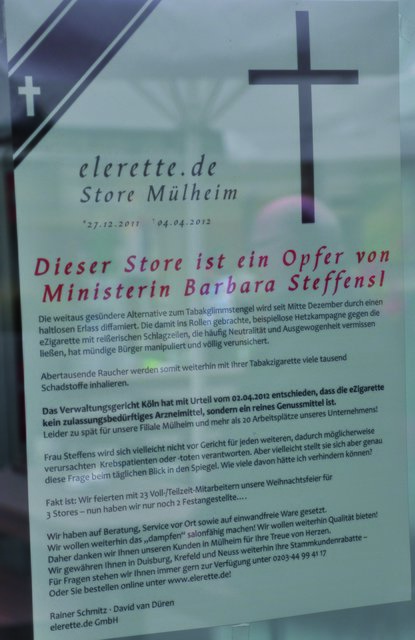 elerette.de
Store Mülheim
*27.12.2011 †04.04.2012
Dieser Store ist ein Opfer von
Ministerin Barbara Steffens!
Die weitaus gesündere Alternative zum Tabakglimmstengel wird seit Mitte Dezember durch einen
haltlosen Erlass diffamiert. Die damit ins Rollen gebrachte, beispiellose Hetzkampagne gegen die
eZigarette mit reißerischen Schlagzeilen, die häufig Neutralität und Ausgewogenheit vermissen
ließen, hat mündige Bürger manipuliert und völlig verunsichert.
Abertausende Raucher werden somit weiterhin mit ihrer Tabakzigarette viele tausend
Schadstoffe inhalieren.
Das Verwaltungsgericht Köln hat mit Urteil vom 02.04.2012 entschieden, dass die eZigarette
kein zulassungsbedürftiges Arzneimittel, sondern ein reines Genussmittel ist.
Leider zu spät für unsere Filiale Mülheim und mehr als 20 Arbeitsplätze unseres Unternehmens!
Frau Steffens wird sich vielleicht nicht vor Gericht für jeden weiteren, dadurch möglicherweise
verursachten Krebspatienten oder -toten verantworten. Aber vielleicht stellt sie sich aber genau
diese Frage beim täglichen Blick in den Spiegel. Wie viele davon hätte ich verhindern können?
Fakt ist: Wir feierten mit 23 Voll-/Teilzeit-Mitarbeitern unsere Weihnachtsfeier für
3 Stores – nun haben wir nur noch 2 Festangestellte....
Wir haben auf Beratung, Service vor Ort sowie auf einwandfreie Ware gesetzt.
Wir wollen weiterhin das „dampfen“ salonfähig machen! Wir wollen weiterhin Qualität bieten!
Daher danken wir Ihnen unseren Kunden in Mülheim für Ihre Treue von Herzen.
Wir gewähren Ihnen in Duisburg, Krefeld und Neuss weiterhin Ihre Stammkundenrabatte –
Für Fragen stehen wir Ihnen immer gern zur Verfügung unter 0203-44 99 41 17
Oder Sie bestellen online unter www.elerette.de!
Rainer Schmitz · David van Düren
elerette.de GmbH